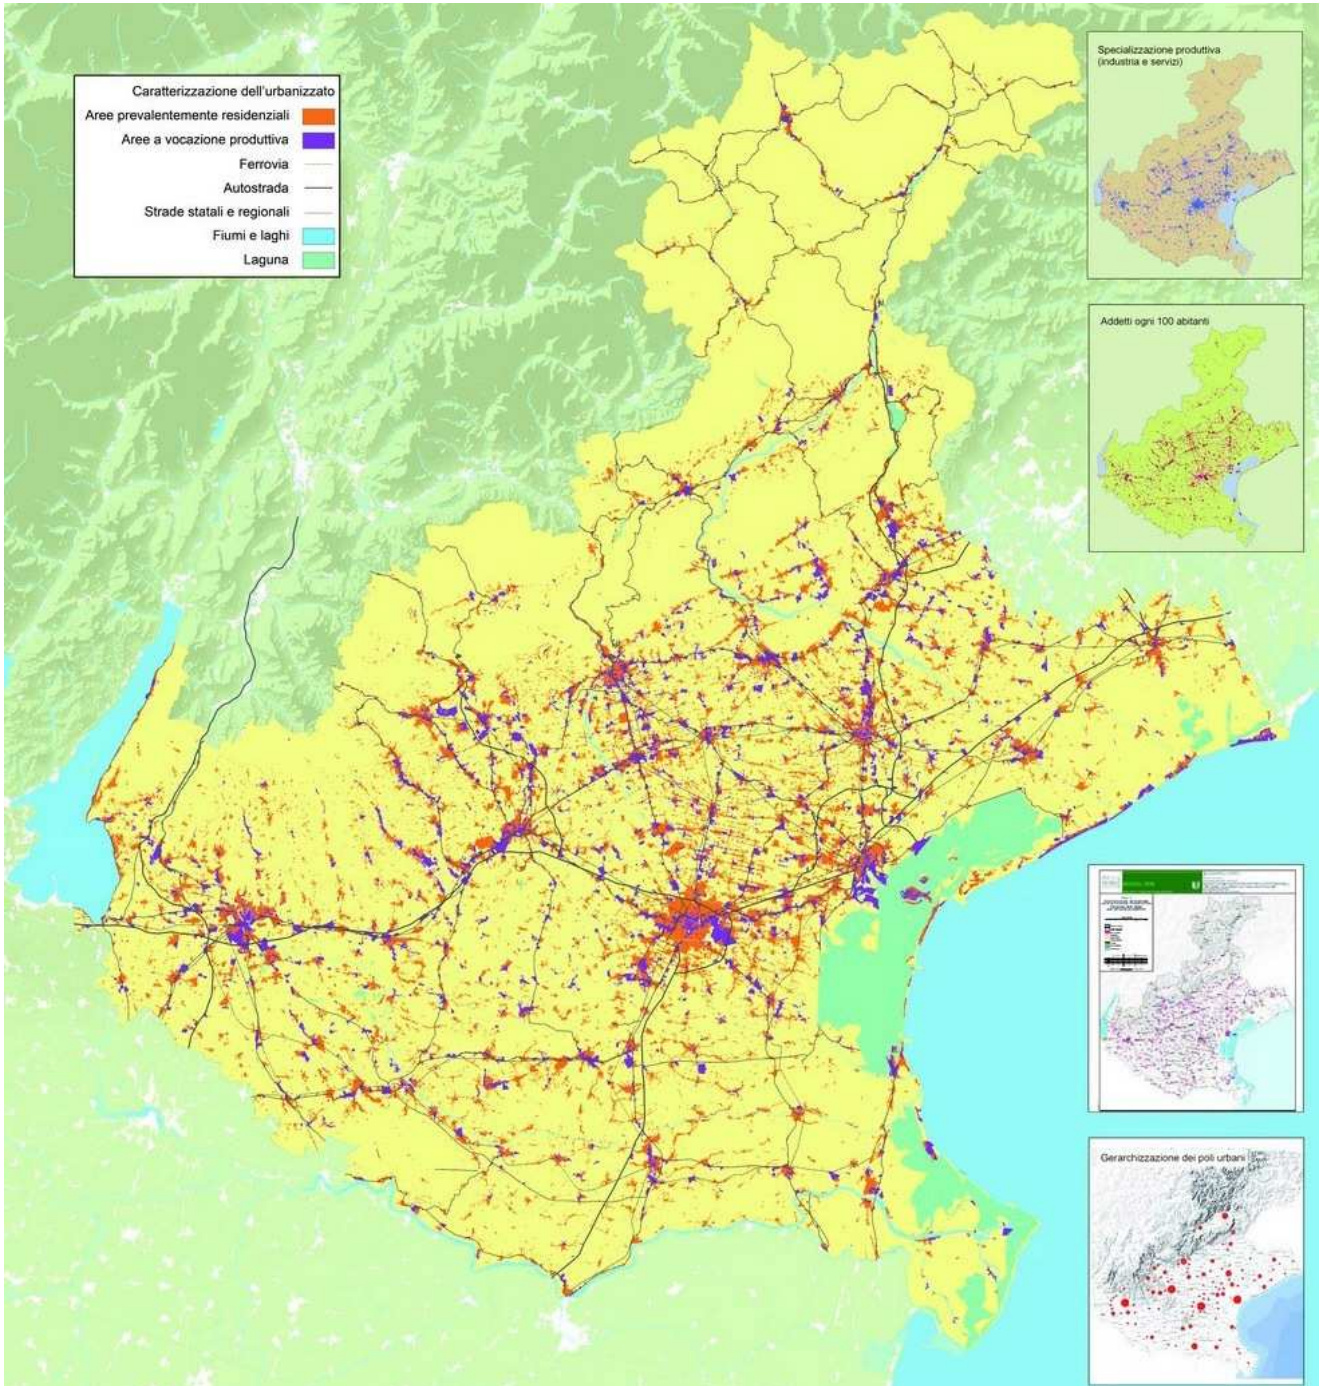 Caratterizzazione dell'urbanizzato
Aree prevalentemente residenziali
Aree a vocazione produttiva
Ferrovia
Autostrada
Strade statali e regionali
Fiumi e laghi
Laguna
Specializzazione produttiva
(industria e servizi)
Addetti ogni 100 abitanti
Gerarchizzazione dei poli urbani